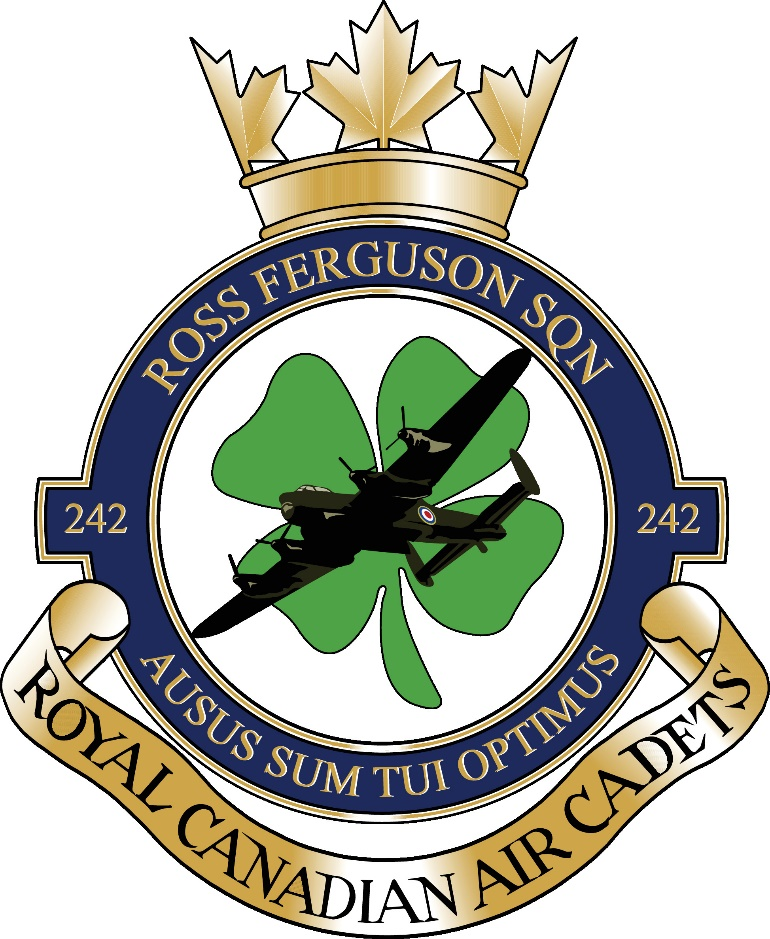 ROSS FERGUSON SQN
242
242
AUSUS SUM TUI OPTIMUS
ROYAL CANADIAN AIR CADETS